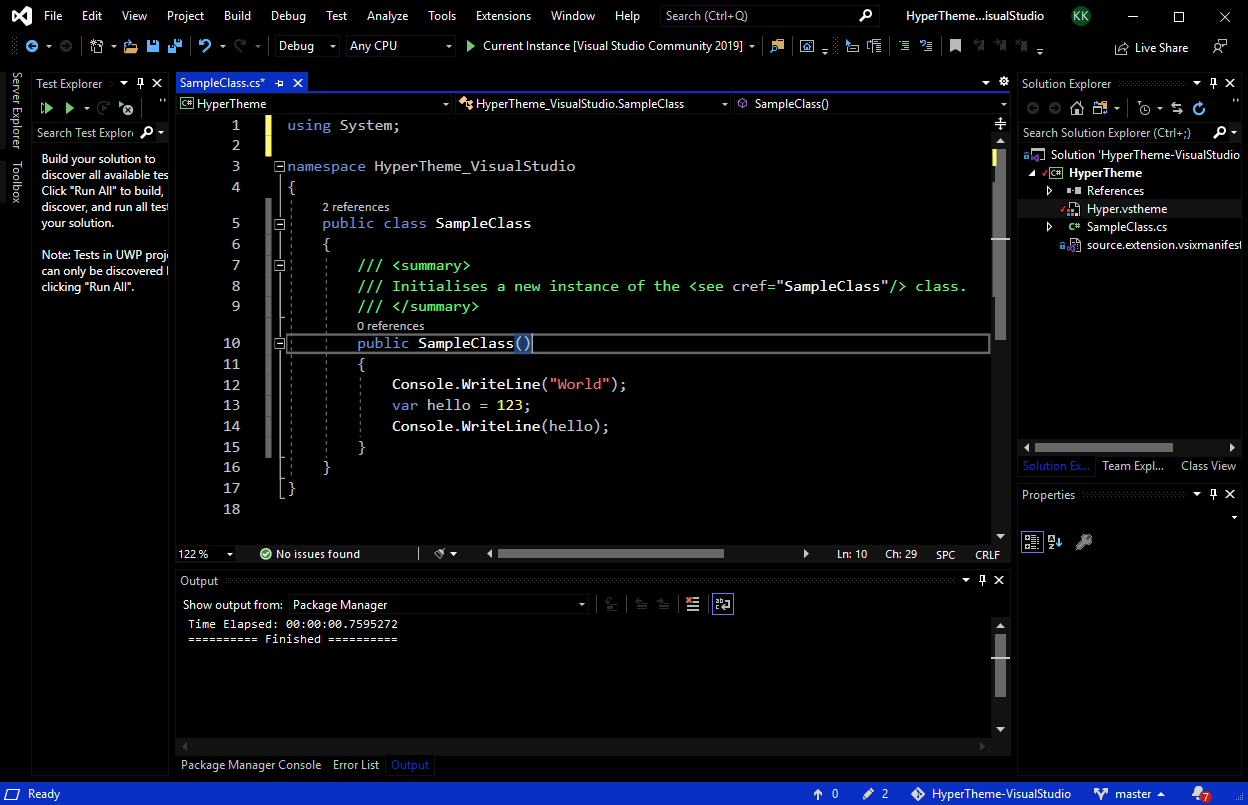 File Edit View Project Build Debug Test Analyze Tools Extensions Window Help Search (Ctrl+Q) HyperTheme...isualStudio KK
Debug Any CPU Current Instance [Visual Studio Community 2019] Live Share
Server Explorer
Toolbox
Test Explorer
Search Test Explore
Build your solution to
discover all available tes
Click "Run All" to build,
discover, and run all test
your solution.
Note: Tests in UWP proje
can only be discovered b
clicking "Run All".
SampleClass.cs*
HyperTheme HyperTheme_VisualStudio.SampleClass SampleClass()
1 using System;
2
3 namespace HyperTheme_VisualStudio
4 {
2 references
5 public class SampleClass
6 {
7 /// <summary>
8 /// Initialises a new instance of the <see cref="SampleClass"/> class.
9 /// </summary>
0 references
10 public SampleClass()
11 {
12 Console.WriteLine("World");
13 var hello = 123;
14 Console.WriteLine(hello);
15 }
16 }
17 }
18
122 % No issues found Ln: 10 Ch: 29 SPC CRLF
Output
Show output from: Package Manager
Time Elapsed: 00:00:00.7595272
========== Finished ==========
Package Manager Console Error List Output
Solution Explorer
Search Solution Explorer (Ctrl+;)
Solution 'HyperTheme-VisualStudio
C# HyperTheme
References
Hyper.vstheme
C# SampleClass.cs
source.extension.vsixmanifest
Solution Ex... Team Expl... Class View
Properties
Ready 0 2 HyperTheme-VisualStudio master 7